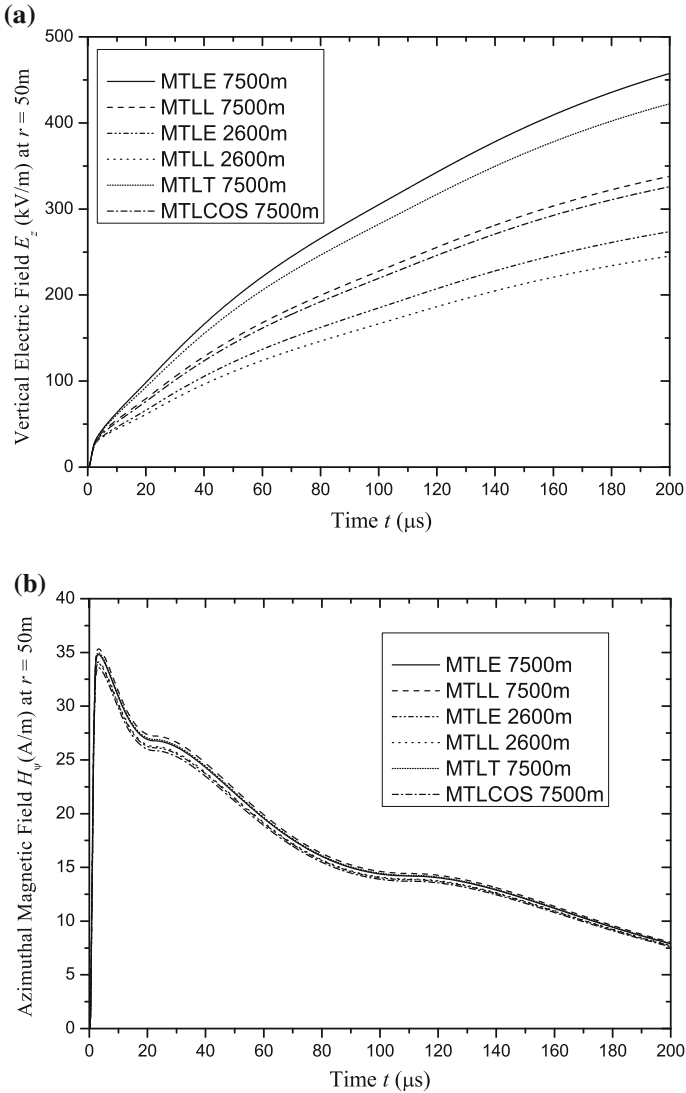 (a)
Vertical Electric Field E_z (kV/m) at r = 50m
500
400
300
200
100
0
MTLE 7500m
MTLL 7500m
MTLE 2600m
MTLL 2600m
MTLT 7500m
MTLCOS 7500m
0 20 40 60 80 100 120 140 160 180 200
Time t (μs)
(b)
Azimuthal Magnetic Field H_ψ (A/m) at r = 50m
40
35
30
25
20
15
10
5
0
MTLE 7500m
MTLL 7500m
MTLE 2600m
MTLL 2600m
MTLT 7500m
MTLCOS 7500m
0 20 40 60 80 100 120 140 160 180 200
Time t (μs)